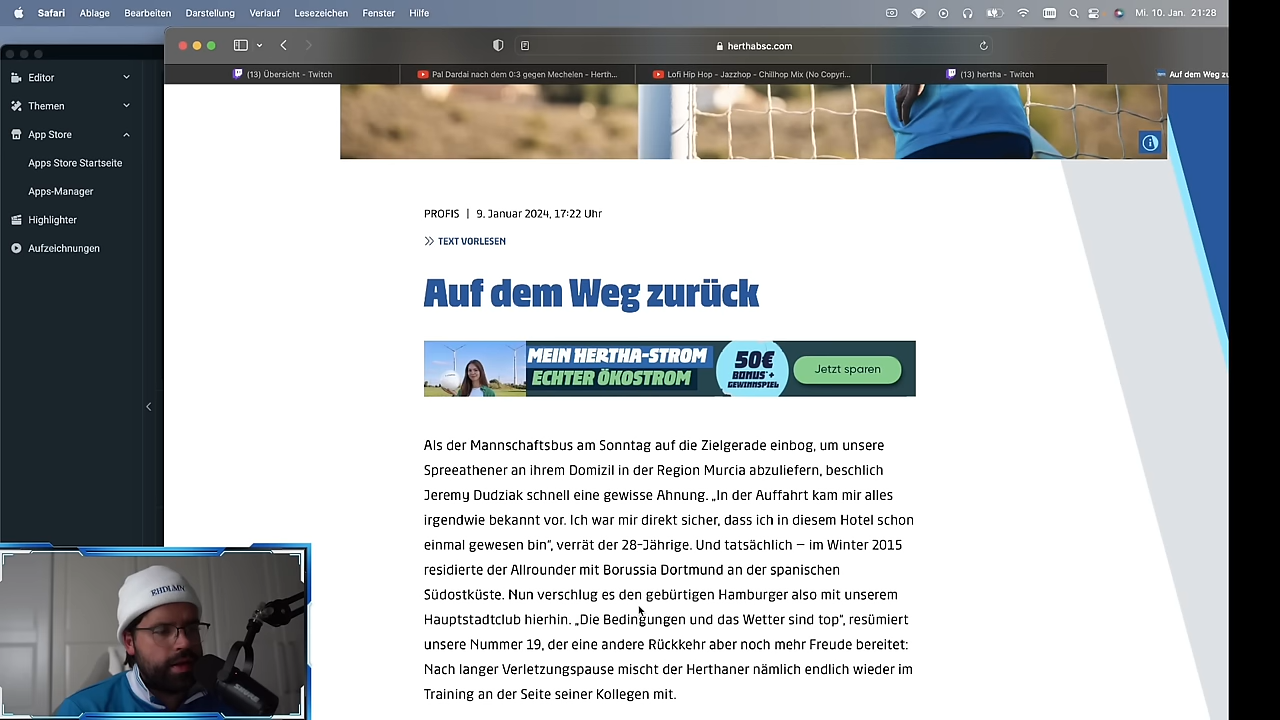 Safari Ablage Bearbeiten Darstellung Verlauf Lesezeichen Fenster Hilfe Mi. 10. Jan. 21:28
herthabsc.com
(13) Übersicht - Twitch
Pal Dardai nach dem 0:3 gegen Mechelen - Herth...
Lofi Hip Hop - Jazzhop - Chillhop Mix (No Copyri...
(13) hertha - Twitch
Auf dem Weg zu
Editor
Themen
App Store
Apps Store Startseite
Apps-Manager
Highlighter
Aufzeichnungen
PROFIS | 9. Januar 2024, 17:22 Uhr
TEXT VORLESEN
Auf dem Weg zurück
MEIN HERTHA-STROM
ECHTER ÖKOSTROM
50€
BONUS* +
GEWINNSPIEL
Jetzt sparen
Als der Mannschaftsbus am Sonntag auf die Zielgerade einbog, um unsere
Spreeathener an ihrem Domizil in der Region Murcia abzuliefern, beschlich
Jeremy Dudziak schnell eine gewisse Ahnung. „In der Auffahrt kam mir alles
irgendwie bekannt vor. Ich war mir direkt sicher, dass ich in diesem Hotel schon
einmal gewesen bin“, verrät der 28-Jährige. Und tatsächlich – im Winter 2015
residierte der Allrounder mit Borussia Dortmund an der spanischen
Südostküste. Nun verschlug es den gebürtigen Hamburger also mit unserem
Hauptstadtclub hierhin. „Die Bedingungen und das Wetter sind top“, resümiert
unsere Nummer 19, der eine andere Rückkehr aber noch mehr Freude bereitet:
Nach langer Verletzungspause mischt der Herthaner nämlich endlich wieder im
Training an der Seite seiner Kollegen mit.